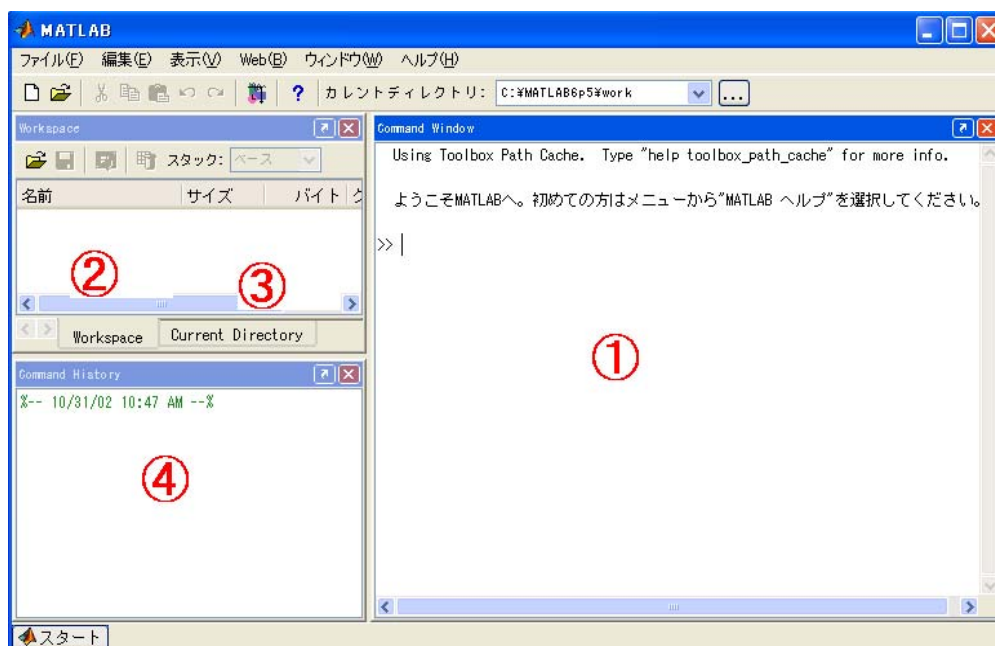 MATLAB
ファイル(F) 編集(E) 表示(V) Web(B) ウィンドウ(W) ヘルプ(H)
? カレントディレクトリ: C:¥MATLAB6p5¥work ...
Workspace
スタック: ベース
名前 サイズ バイト ク
②
③
Workspace Current Directory
Command History
%-- 10/31/02 10:47 AM --%
④
Command Window
Using Toolbox Path Cache. Type "help toolbox_path_cache" for more info.
ようこそMATLABへ。初めての方はメニューから"MATLAB ヘルプ"を選択してください。
>>
①
スタート